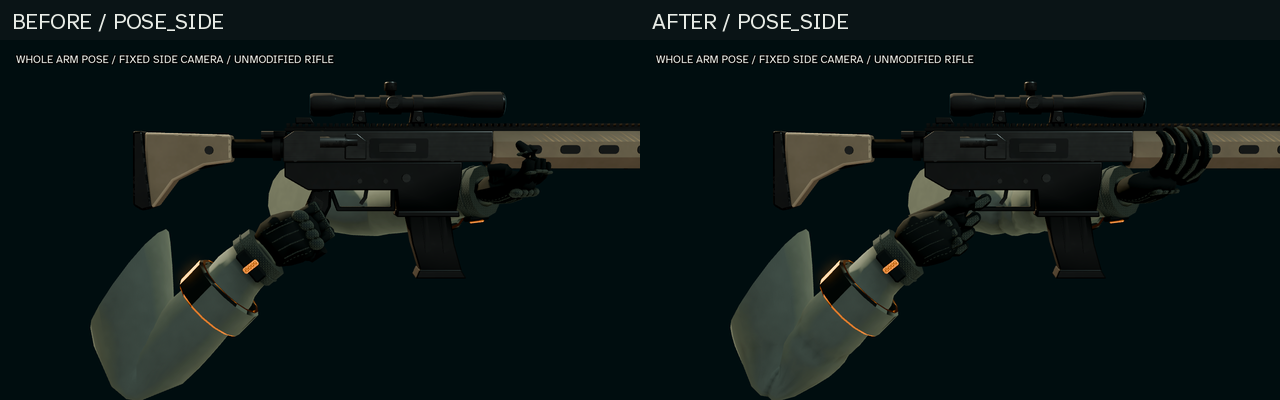 BEFORE / POSE_SIDE
AFTER / POSE_SIDE
WHOLE ARM POSE / FIXED SIDE CAMERA / UNMODIFIED RIFLE
WHOLE ARM POSE / FIXED SIDE CAMERA / UNMODIFIED RIFLE